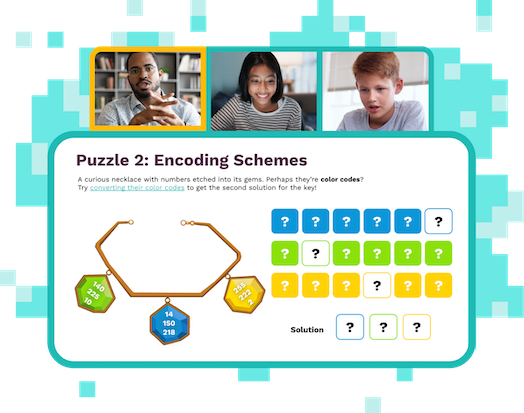 Puzzle 2: Encoding Schemes
A curious necklace with numbers etched into its gems. Perhaps they're color codes?
Try converting their color codes to get the second solution for the key!
? ? ? ? ? ?
? ? ? ? ? ?
? ? ? ? ? ?
140
225
10
14
150
218
255
222
2
Solution ? ? ?